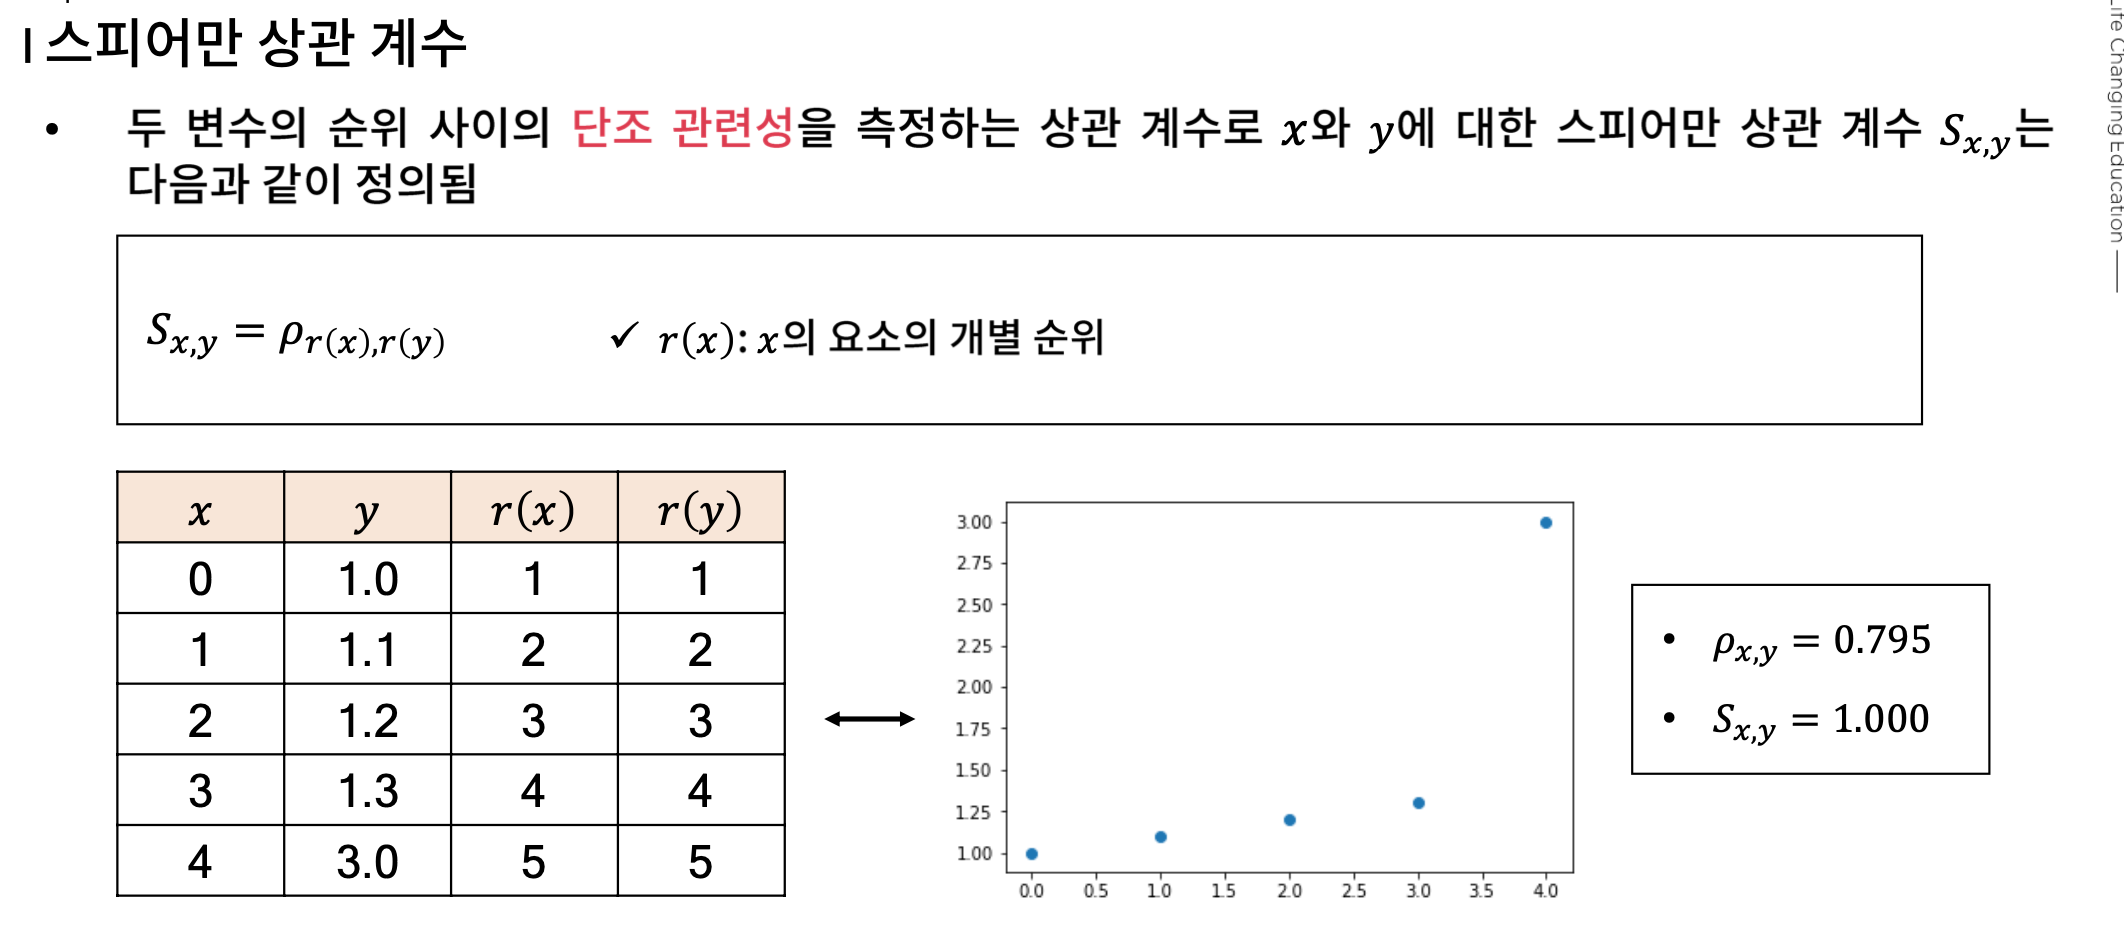 I 스피어만 상관 계수
• 두 변수의 순위 사이의 단조 관련성을 측정하는 상관 계수로 x와 y에 대한 스피어만 상관 계수 S_{x,y}는
다음과 같이 정의됨
S_{x,y} = ρ_{r(x),r(y)} ✓ r(x): x의 요소의 개별 순위
x y r(x) r(y)
0 1.0 1 1
1 1.1 2 2
2 1.2 3 3
3 1.3 4 4
4 3.0 5 5
3.00
2.75
2.50
2.25
2.00
1.75
1.50
1.25
1.00
0.0 0.5 1.0 1.5 2.0 2.5 3.0 3.5 4.0
• ρ_{x,y} = 0.795
• S_{x,y} = 1.000
Life Changing Education